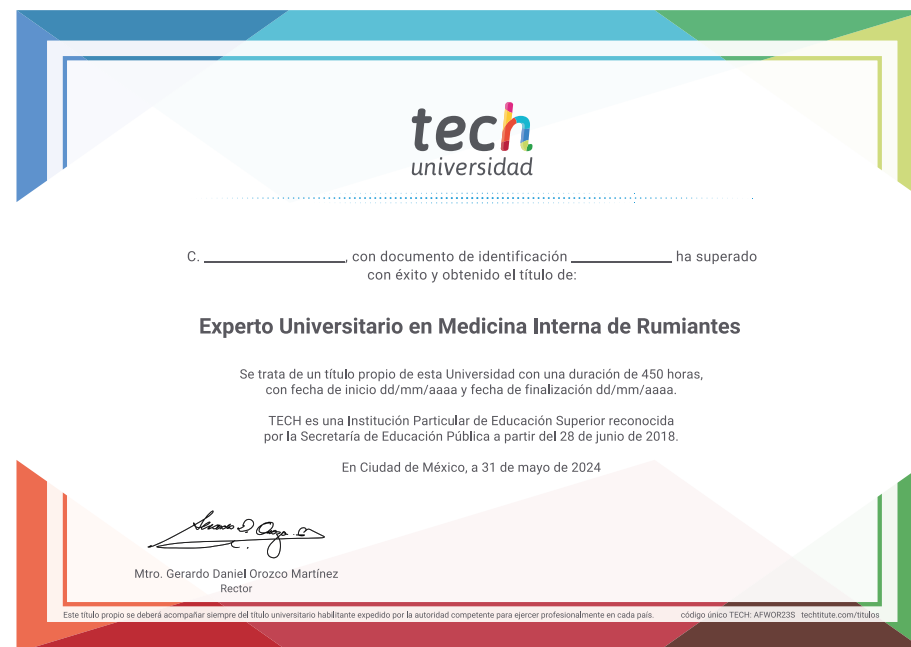 tech
universidad
C. ____________, con documento de identificación ____________ ha superado
con éxito y obtenido el título de:
Experto Universitario en Medicina Interna de Rumiantes
Se trata de un título propio de esta Universidad con una duración de 450 horas,
con fecha de inicio dd/mm/aaaa y fecha de finalización dd/mm/aaaa.
TECH es una Institución Particular de Educación Superior reconocida
por la Secretaría de Educación Pública a partir del 28 de junio de 2018.
En Ciudad de México, a 31 de mayo de 2024
Mtro. Gerardo Daniel Orozco Martínez
Rector
Este título propio se deberá acompañar siempre del título universitario habilitante expedido por la autoridad competente para ejercer profesionalmente en cada país. código único TECH: AFWOR23S techtitute.com/titulos